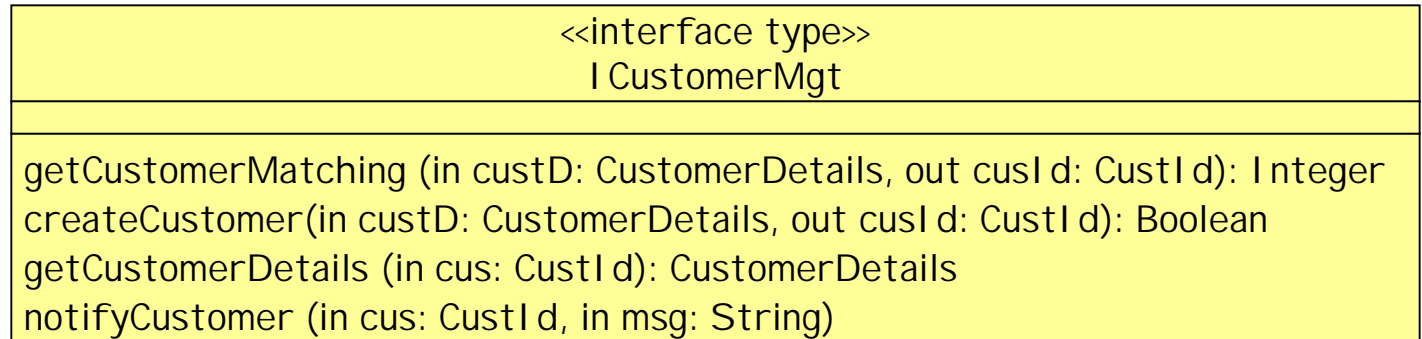 <<interface type>>
ICustomerMgt
getCustomerMatching (in custD: CustomerDetails, out cusId: CustId): Integer
createCustomer(in custD: CustomerDetails, out cusId: CustId): Boolean
getCustomerDetails (in cus: CustId): CustomerDetails
notifyCustomer (in cus: CustId, in msg: String)